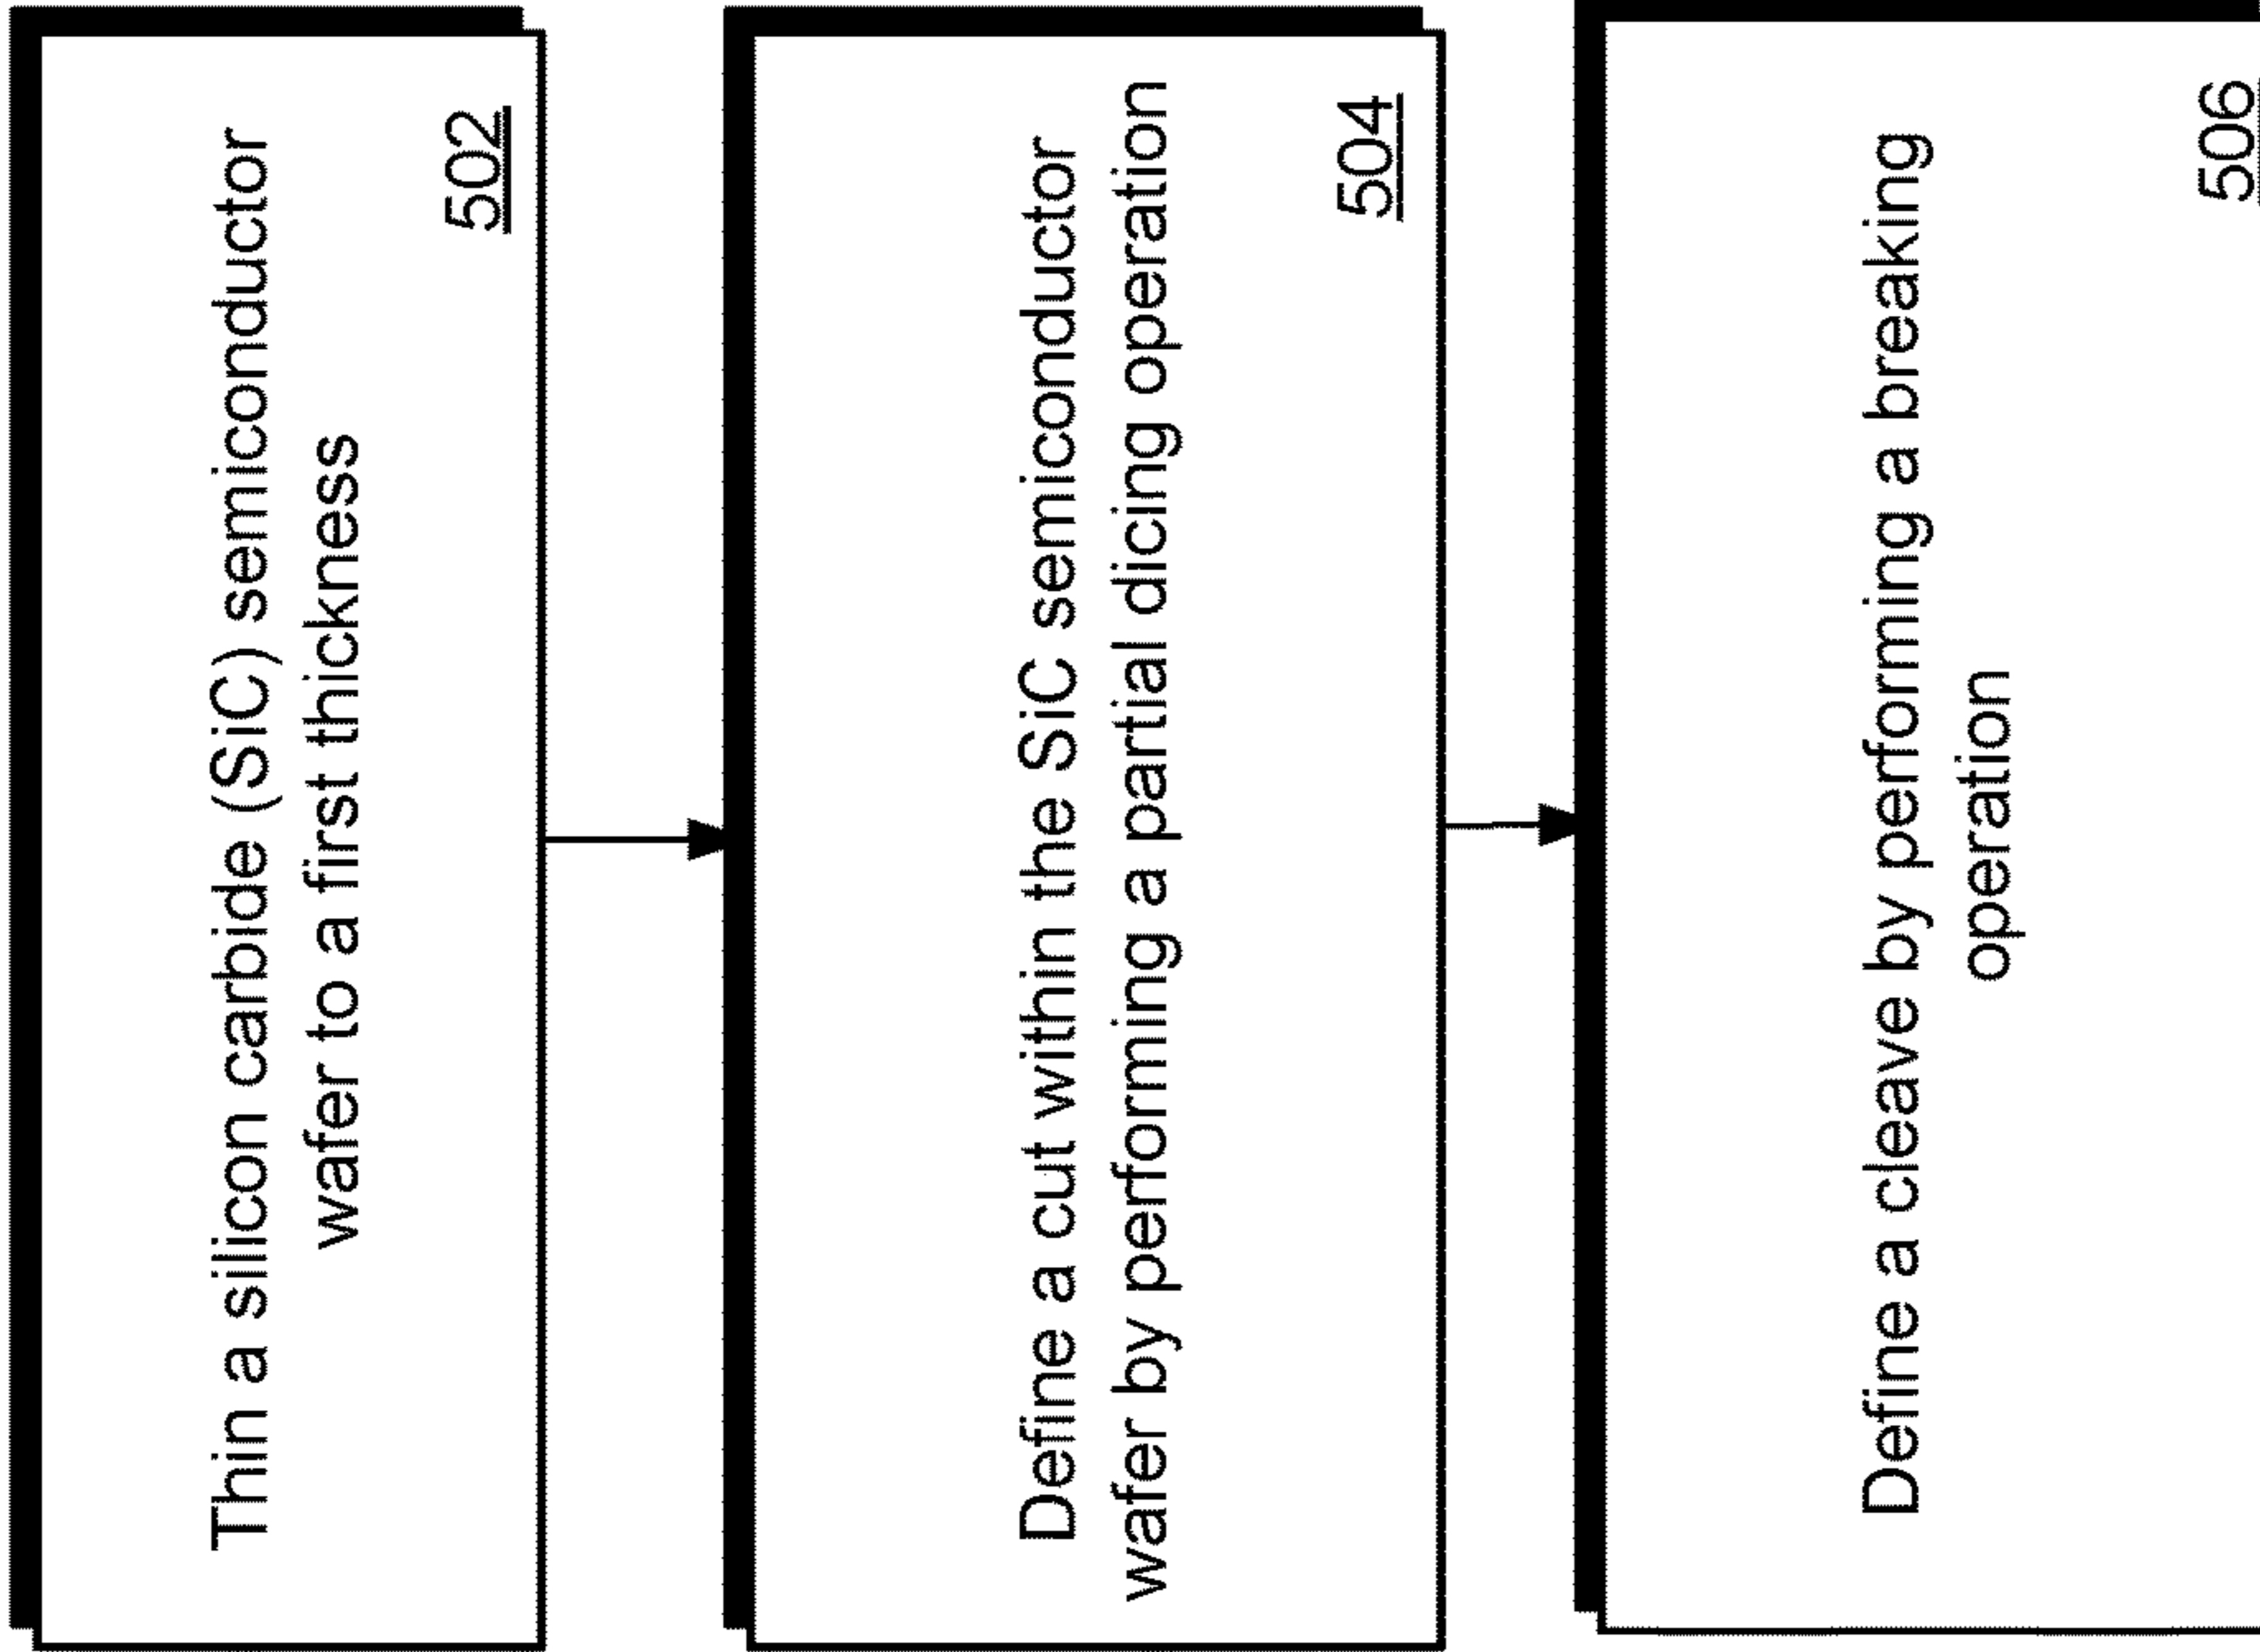 Thin a silicon carbide (SiC) semiconductor
wafer to a first thickness
502
Define a cut within the SiC semiconductor
wafer by performing a partial dicing operation
504
Define a cleave by performing a breaking
operation
506